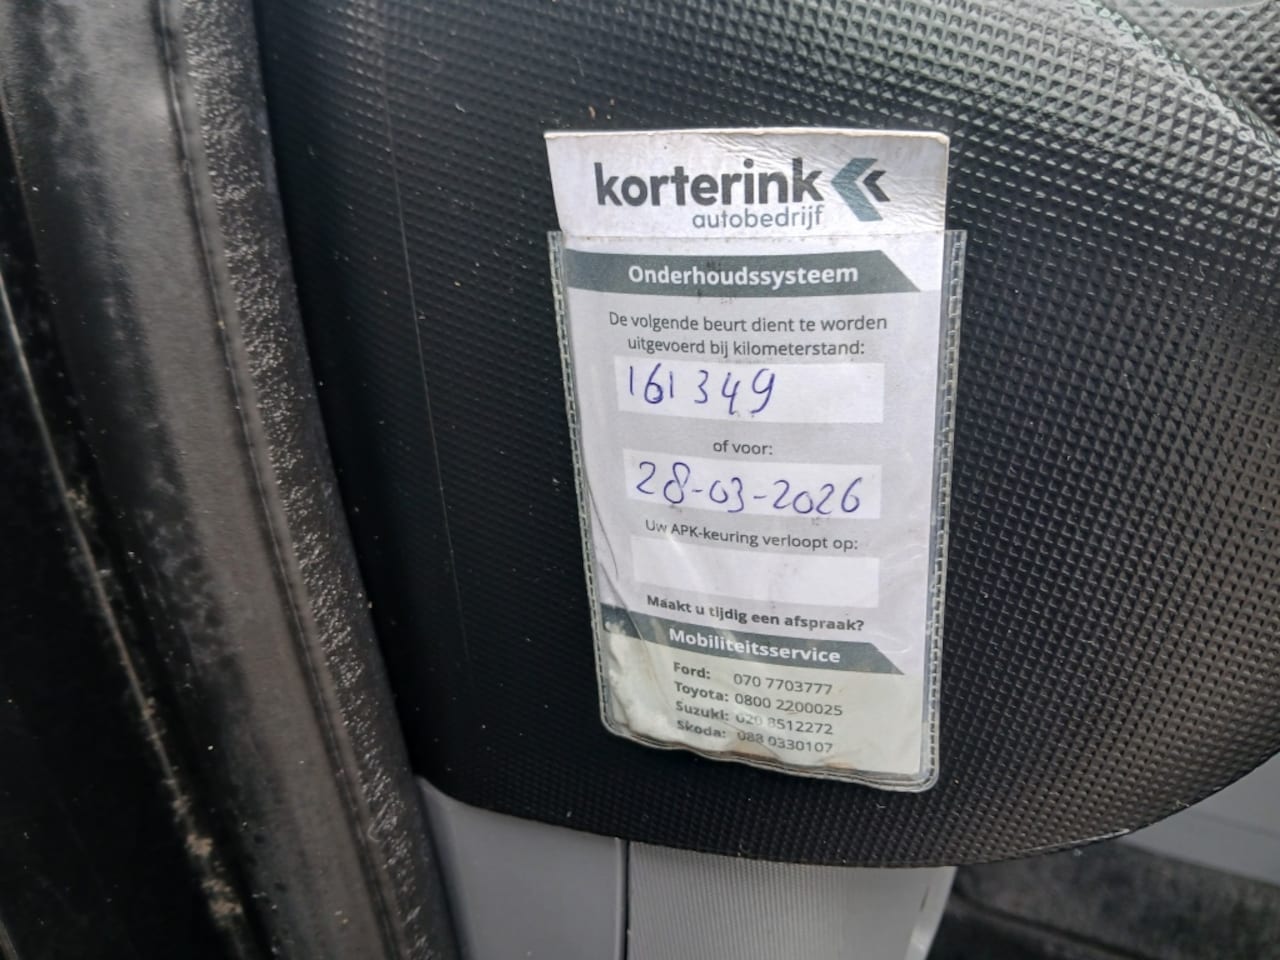 korterink
autobedrijf
Onderhoudssysteem
De volgende beurt dient te worden
uitgevoerd bij kilometerstand:
161349
of voor:
28-03-2026
Uw APK-keuring verloopt op:
Maakt u tijdig een afspraak?
Mobiliteitsservice
Ford: 070 7703777
Toyota: 0800 2200025
Suzuki: 020 8512272
Skoda: 088 0330107